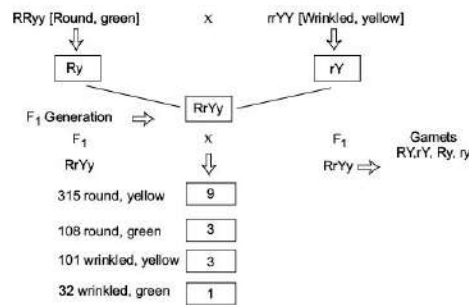 RRyy [Round, green] x rrYY [Wrinkled, yellow]
Ry rY
RrYy
F1 Generation
F1 x F1 Gamets
RrYy RrYy RY,rY, Ry, ry
315 round, yellow 9
108 round, green 3
101 wrinkled, yellow 3
32 wrinkled, green 1